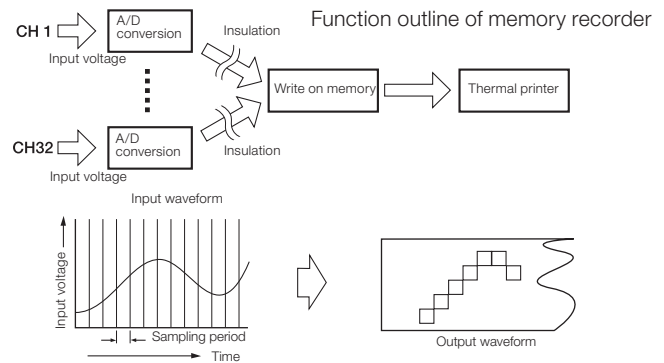 Function outline of memory recorder
CH 1
Input voltage
A/D
conversion
Insulation
Write on memory
Thermal printer
CH32
Input voltage
A/D
conversion
Insulation
Input waveform
Input voltage
Sampling period
Time
Output waveform